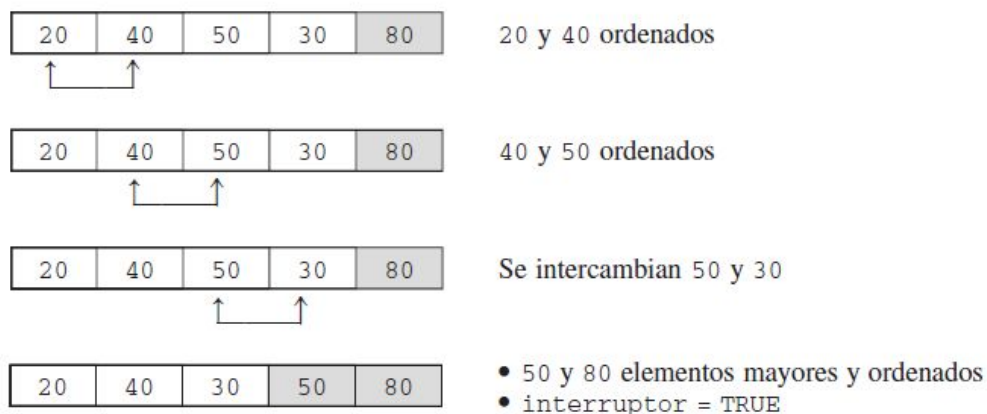 20 40 50 30 80 20 y 40 ordenados
20 40 50 30 80 40 y 50 ordenados
20 40 50 30 80 Se intercambian 50 y 30
20 40 30 50 80 • 50 y 80 elementos mayores y ordenados
• interruptor = TRUE